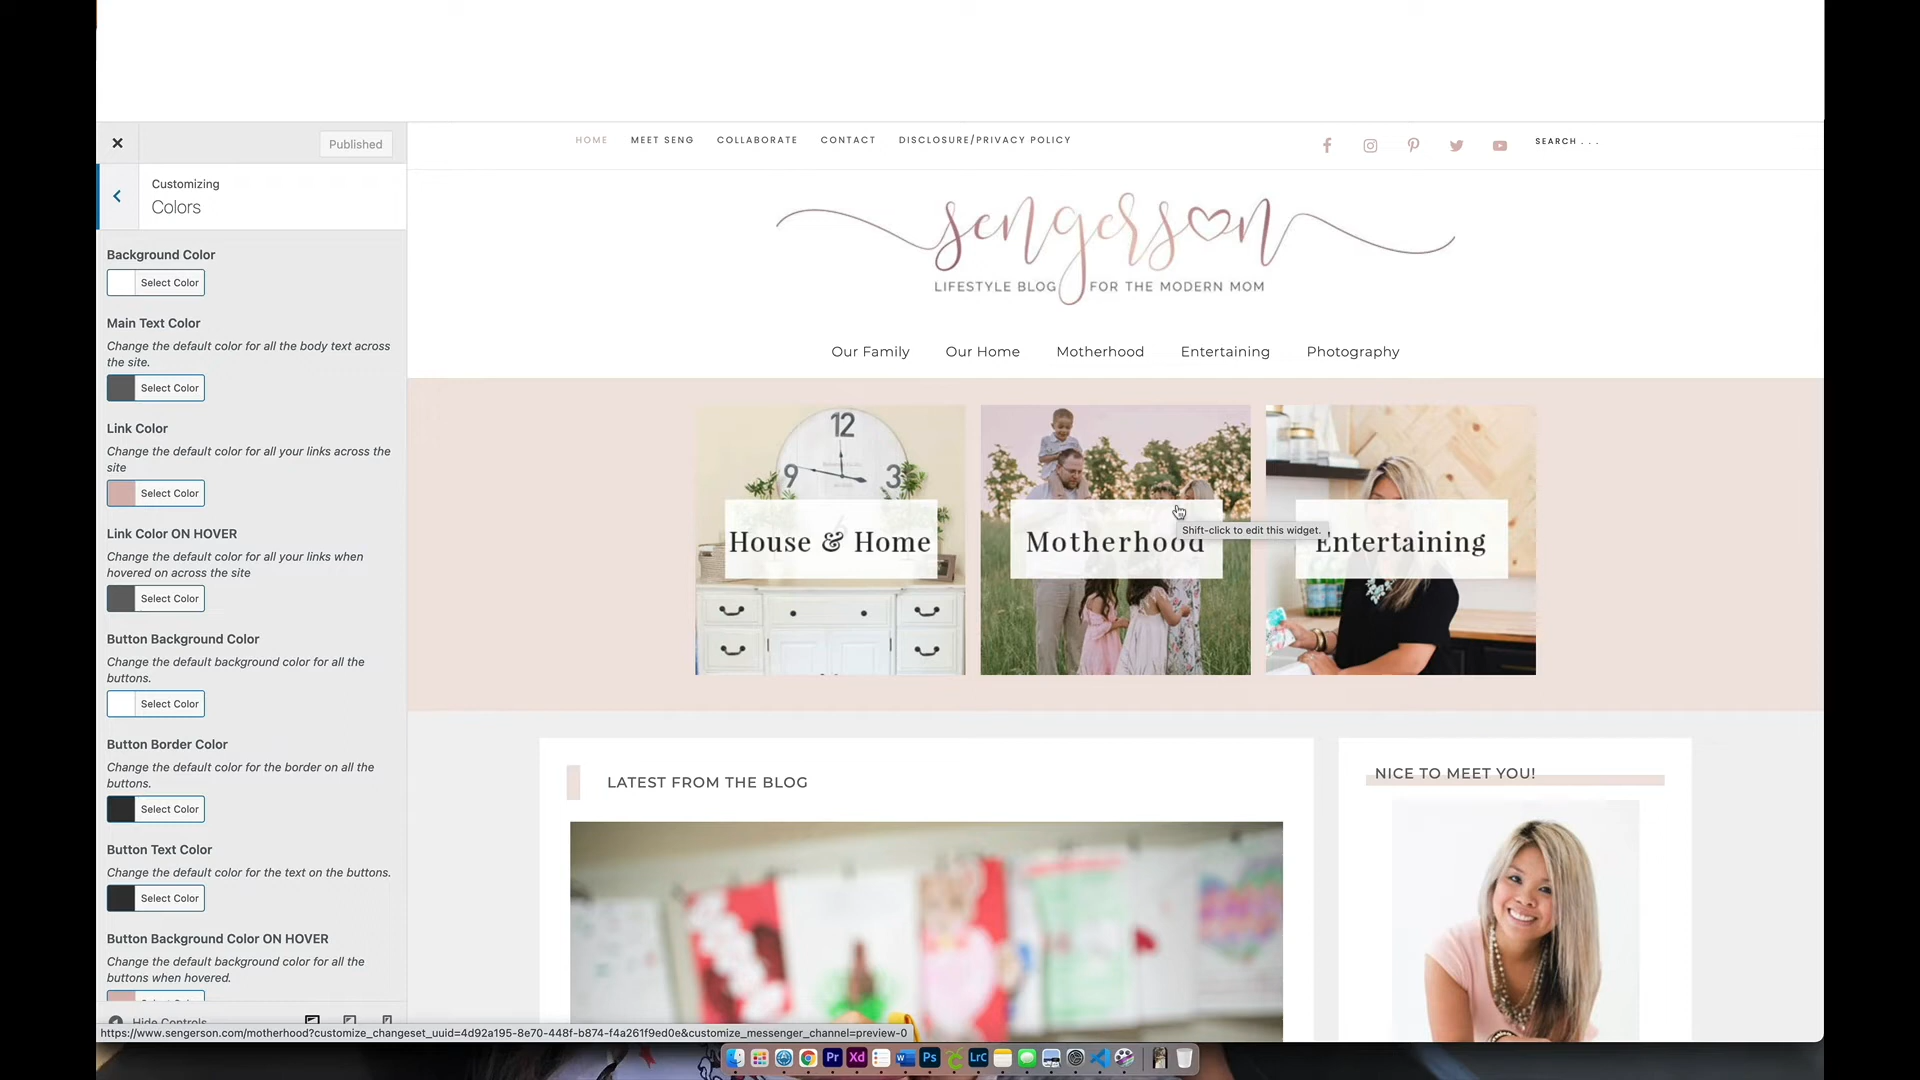 Published
Customizing
Colors
Background Color
Select Color
Main Text Color
Change the default color for all the body text across
the site.
Select Color
Link Color
Change the default color for all your links across the
site
Select Color
Link Color ON HOVER
Change the default color for all your links when
hovered on across the site
Select Color
Button Background Color
Change the default background color for all the
buttons.
Select Color
Button Border Color
Change the default color for the border on all the
buttons.
Select Color
Button Text Color
Change the default color for the text on the buttons.
Select Color
Button Background Color ON HOVER
Change the default background color for all the
buttons when hovered.
Select Color
Hide Controls
HOME MEET SENG COLLABORATE CONTACT DISCLOSURE/PRIVACY POLICY SEARCH . . .
sengerson
LIFESTYLE BLOG FOR THE MODERN MOM
Our Family Our Home Motherhood Entertaining Photography
12
9 3
6
House & Home
Motherhood
Shift-click to edit this widget.
Entertaining
LATEST FROM THE BLOG
NICE TO MEET YOU!
https://www.sengerson.com/motherhood?customize_changeset_uuid=4d92a195-8e70-448f-b874-f4a261f9ed0e&customize_messenger_channel=preview-0
Pr Xd W Ps LrC